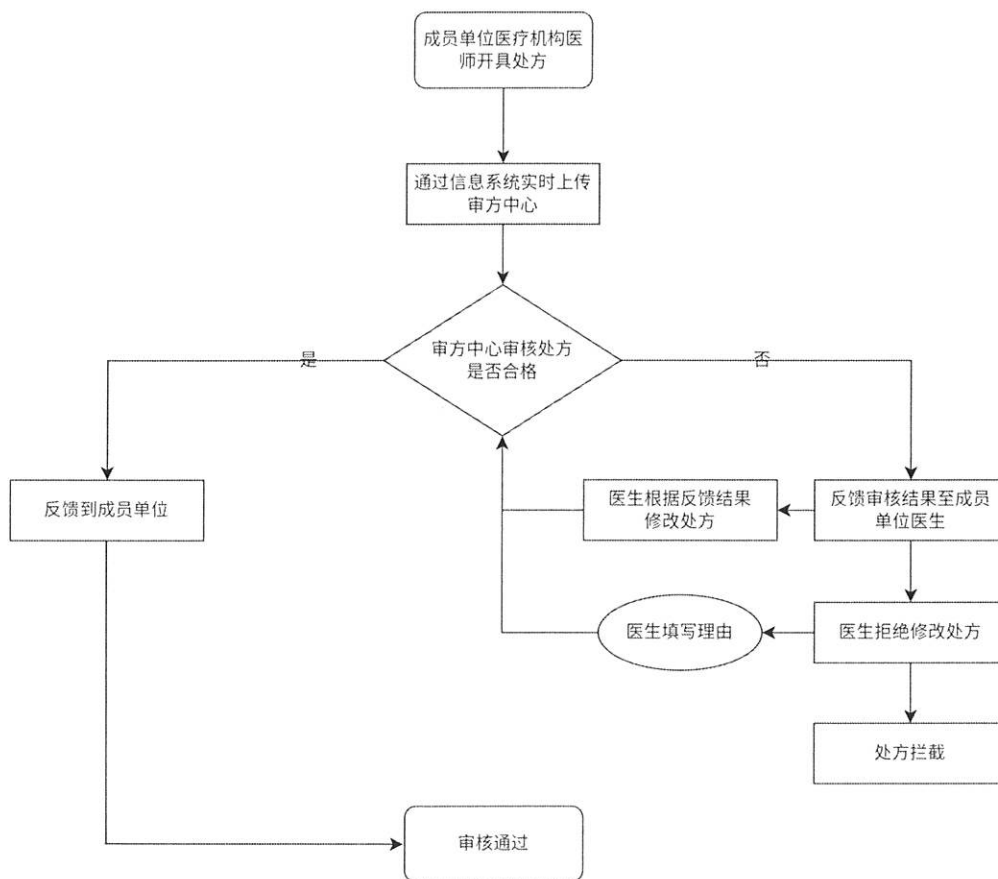 成员单位医疗机构医
师开具处方
通过信息系统实时上传
审方中心
审方中心审核处方
是否合格
是
否
反馈到成员单位
医生根据反馈结果
修改处方
反馈审核结果至成员
单位医生
医生填写理由
医生拒绝修改处方
处方拦截
审核通过